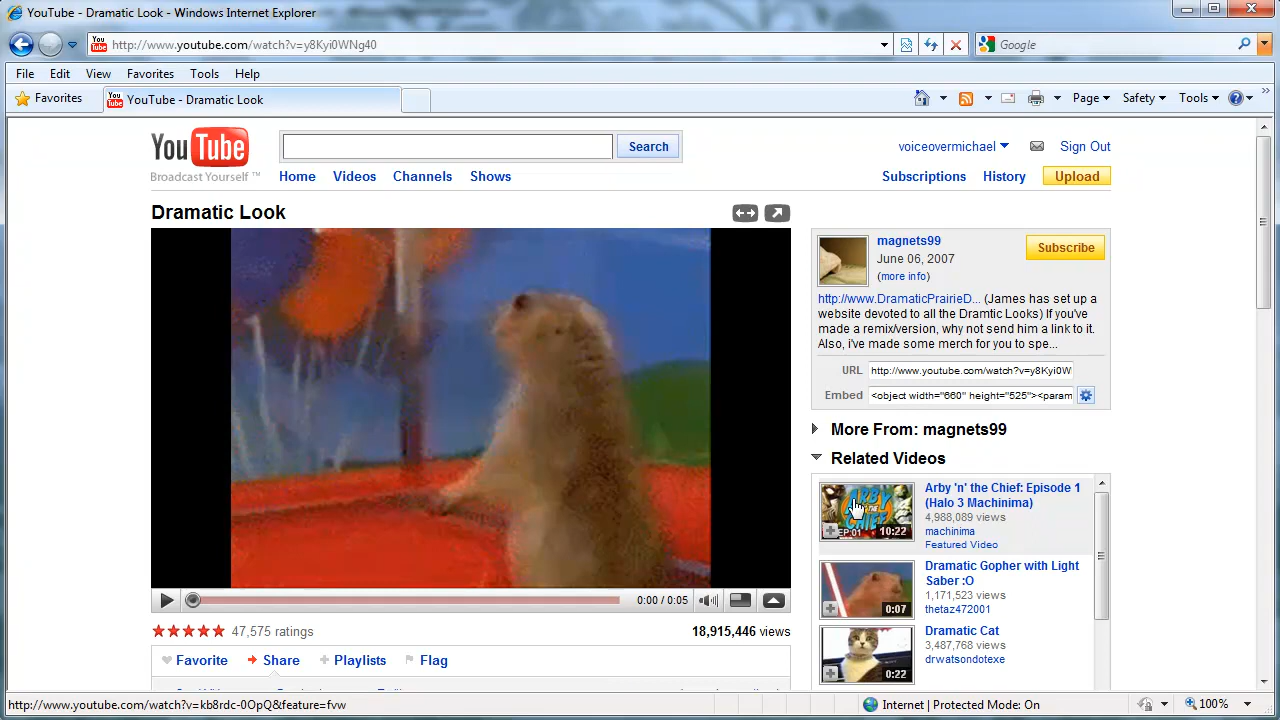 YouTube - Dramatic Look - Windows Internet Explorer
http://www.youtube.com/watch?v=y8Kyi0WNg40
Google
File Edit View Favorites Tools Help
Favorites
YouTube - Dramatic Look
Page Safety Tools
YouTube
Broadcast Yourself ™
Search
voiceovermichael
Sign Out
Home Videos Channels Shows
Subscriptions History Upload
Dramatic Look
magnets99
June 06, 2007
(more info)
Subscribe
http://www.DramaticPrairieD... (James has set up a
website devoted to all the Dramtic Looks) If you've
made a remix/version, why not send him a link to it.
Also, i've made some merch for you to spe...
URL http://www.youtube.com/watch?v=y8Kyi0W
Embed <object width="660" height="525"><param
More From: magnets99
Related Videos
ARBY
THE
CHIEF
EP:01 10:22
Arby 'n' the Chief: Episode 1
(Halo 3 Machinima)
4,988,089 views
machinima
Featured Video
0:07
Dramatic Gopher with Light
Saber :O
1,171,523 views
thetaz472001
0:22
Dramatic Cat
3,487,768 views
drwatsondotexe
0:00 / 0:05
47,575 ratings
18,915,446 views
Favorite Share Playlists Flag
http://www.youtube.com/watch?v=kb8rdc-0OpQ&feature=fvw
Internet | Protected Mode: On
100%